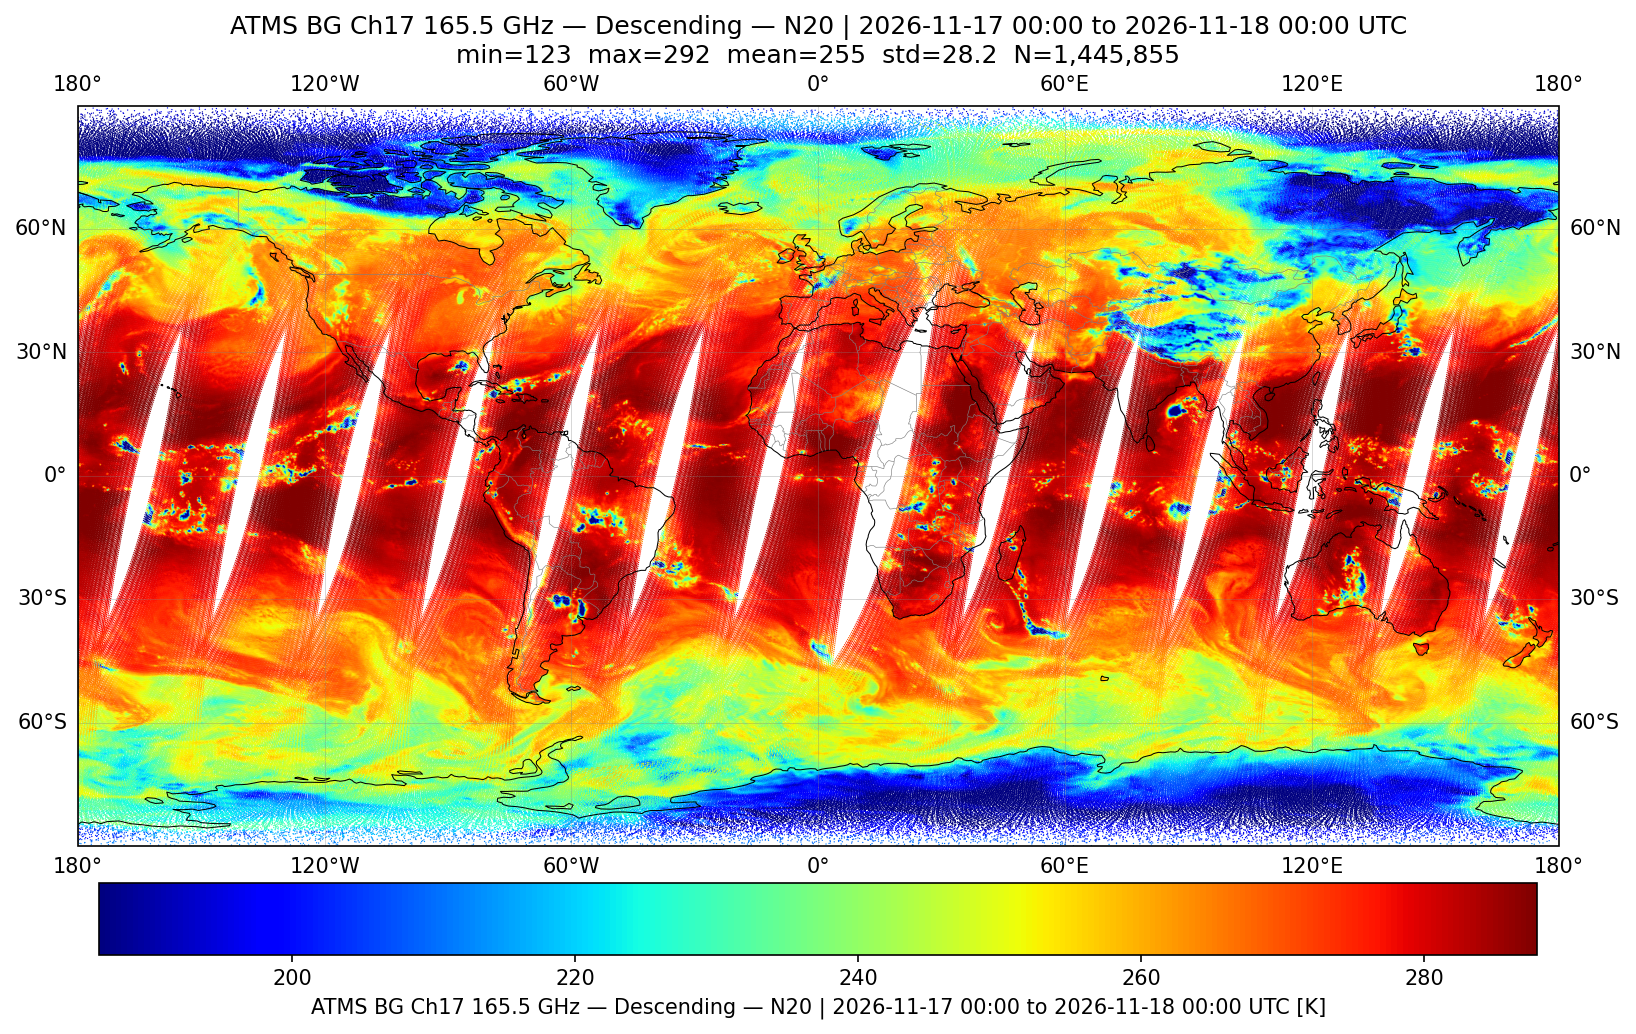 ATMS BG Ch17 165.5 GHz — Descending — N20 | 2026-11-17 00:00 to 2026-11-18 00:00 UTC
min=123 max=292 mean=255 std=28.2 N=1,445,855
180° 120°W 60°W 0° 60°E 120°E 180°
60°N 60°N
30°N 30°N
0° 0°
30°S 30°S
60°S 60°S
180° 120°W 60°W 0° 60°E 120°E 180°
200 220 240 260 280
ATMS BG Ch17 165.5 GHz — Descending — N20 | 2026-11-17 00:00 to 2026-11-18 00:00 UTC [K]